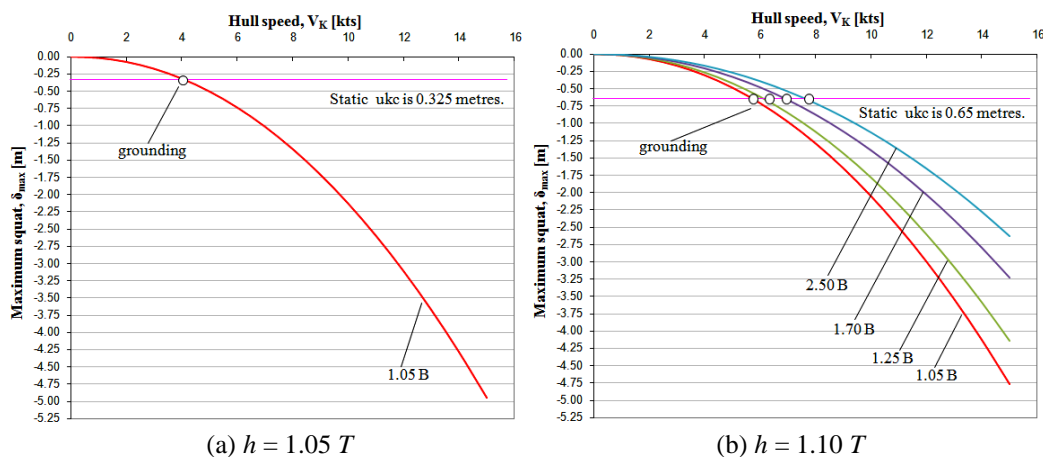 Hull speed, V_K [kts]
0 2 4 6 8 10 12 14 16
Maximum squat, δ_max [m]
0.00
-0.25
-0.50
-0.75
-1.00
-1.25
-1.50
-1.75
-2.00
-2.25
-2.50
-2.75
-3.00
-3.25
-3.50
-3.75
-4.00
-4.25
-4.50
-4.75
-5.00
-5.25
Static ukc is 0.325 metres.
grounding
1.05 B
(a) h = 1.05 T
Hull speed, V_K [kts]
0 2 4 6 8 10 12 14 16
Maximum squat, δ_max [m]
0.00
-0.25
-0.50
-0.75
-1.00
-1.25
-1.50
-1.75
-2.00
-2.25
-2.50
-2.75
-3.00
-3.25
-3.50
-3.75
-4.00
-4.25
-4.50
-4.75
-5.00
-5.25
Static ukc is 0.65 metres.
grounding
2.50 B
1.70 B
1.25 B
1.05 B
(b) h = 1.10 T